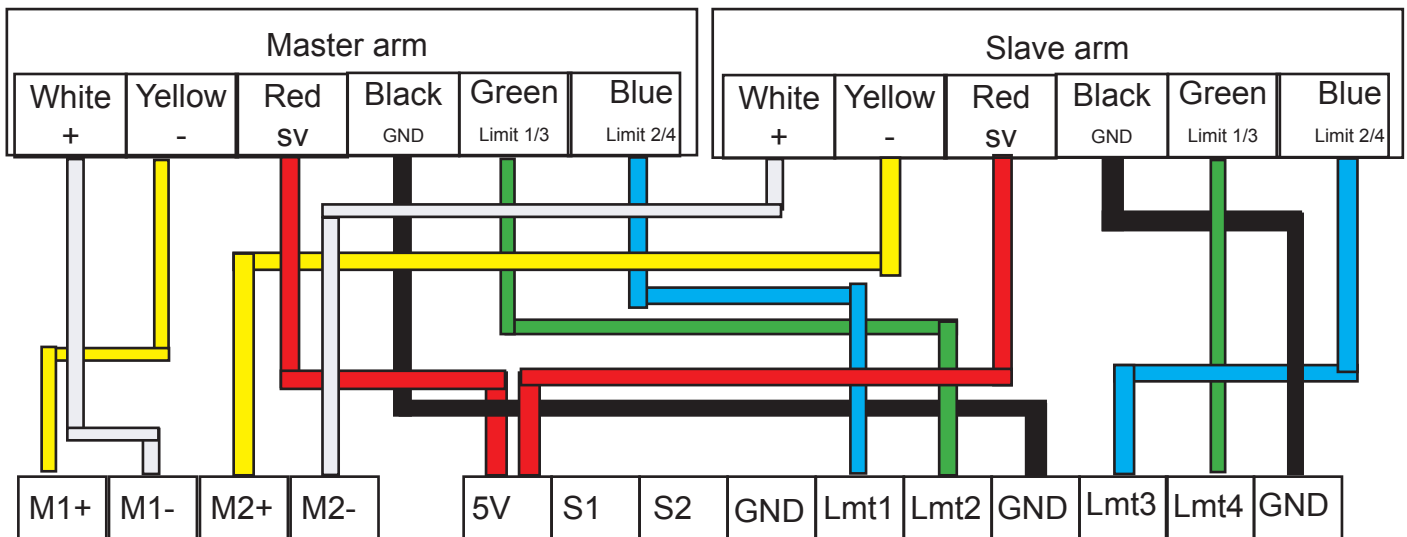 Master arm
White Yellow Red Black Green Blue
+ - sv GND Limit 1/3 Limit 2/4
Slave arm
White Yellow Red Black Green Blue
+ - sv GND Limit 1/3 Limit 2/4
M1+ M1- M2+ M2- 5V S1 S2 GND Lmt1 Lmt2 GND Lmt3 Lmt4 GND